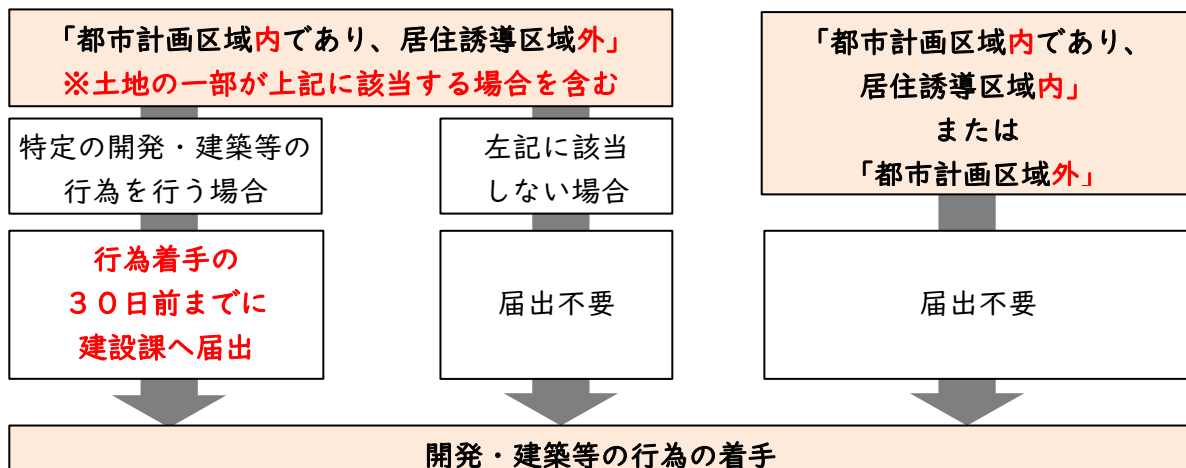 「都市計画区域内であり、居住誘導区域外」
※土地の一部が上記に該当する場合を含む
特定の開発・建築等の
行為を行う場合
行為着手の
３０日前までに
建設課へ届出
左記に該当
しない場合
届出不要
「都市計画区域内であり、
居住誘導区域内」
または
「都市計画区域外」
届出不要
開発・建築等の行為の着手